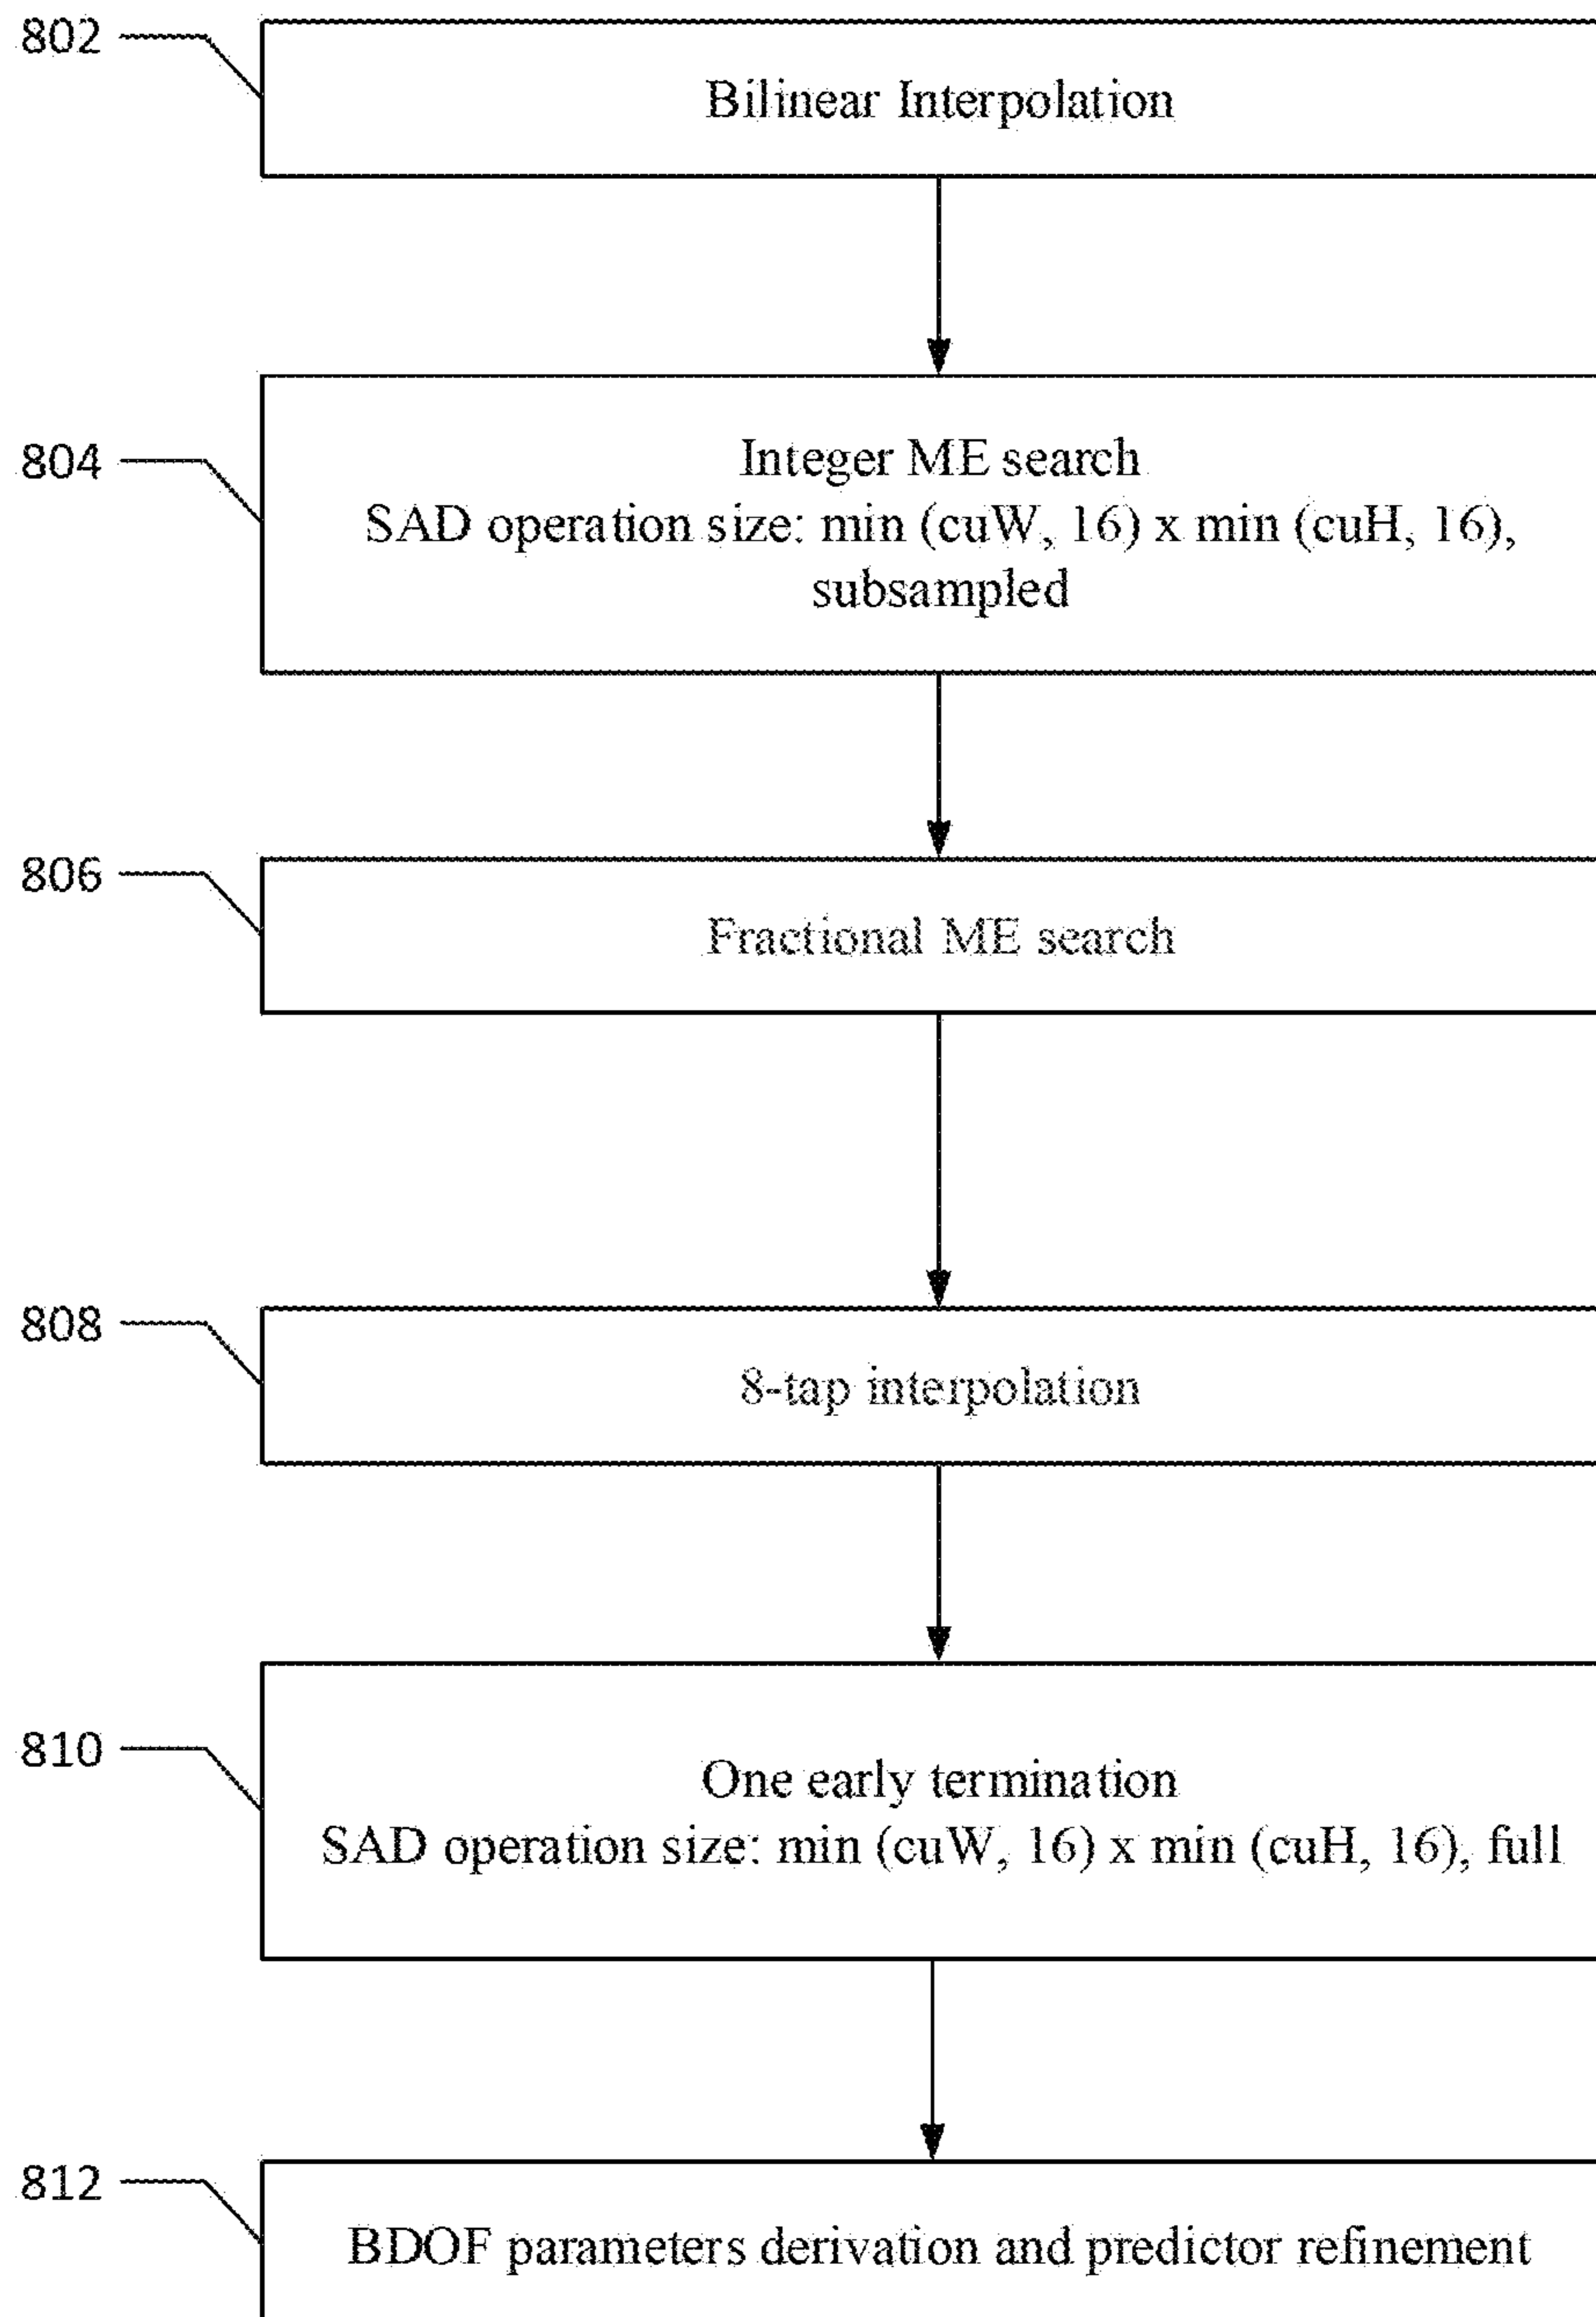 802
Bilinear Interpolation
804
Integer ME search
SAD operation size: min (cuW, 16) x min (cuH, 16),
subsampled
806
Fractional ME search
808
8-tap interpolation
810
One early termination
SAD operation size: min (cuW, 16) x min (cuH, 16), full
812
BDOF parameters derivation and predictor refinement